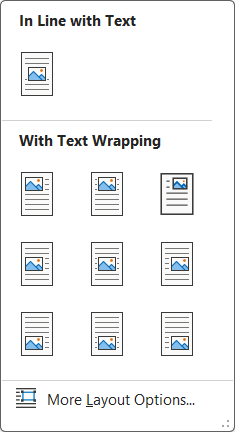 In Line with Text
With Text Wrapping
More Layout Options...